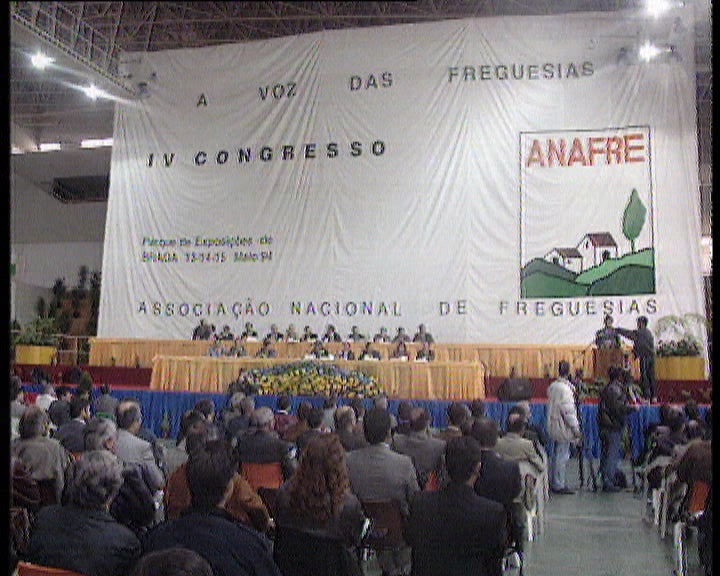 A VOZ DAS FREGUESIAS
IV CONGRESSO
ANAFRE
Parque de Exposições de
BRAGA 13-14-15 Maio 94
ASSOCIAÇÃO NACIONAL DE FREGUESIAS